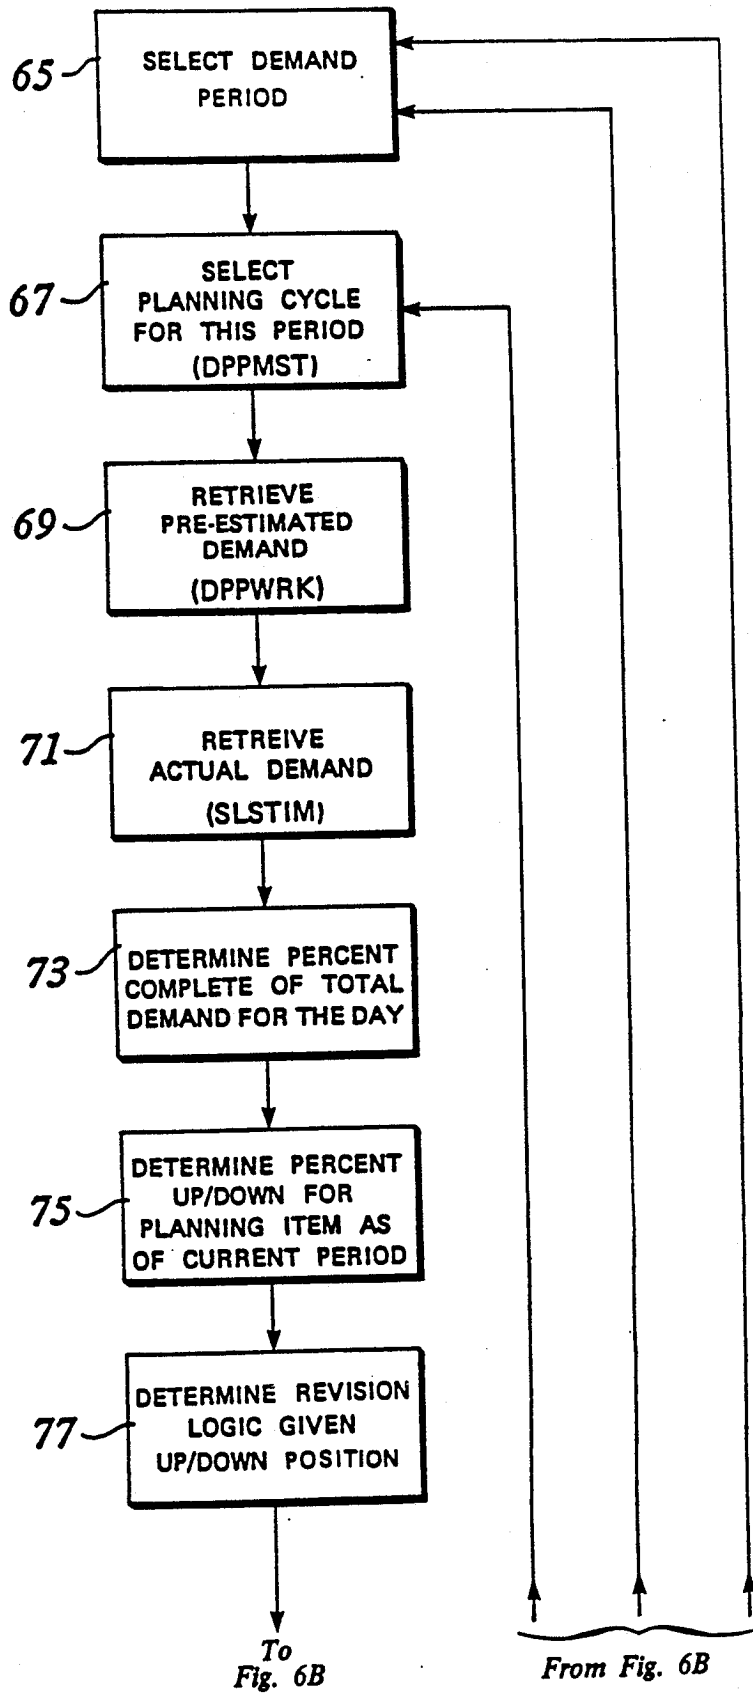 65
SELECT DEMAND
PERIOD
67
SELECT
PLANNING CYCLE
FOR THIS PERIOD
(DPPMST)
69
RETRIEVE
PRE-ESTIMATED
DEMAND
(DPPWRK)
71
RETREIVE
ACTUAL DEMAND
(SLSTIM)
73
DETERMINE PERCENT
COMPLETE OF TOTAL
DEMAND FOR THE DAY
75
DETERMINE PERCENT
UP/DOWN FOR
PLANNING ITEM AS
OF CURRENT PERIOD
77
DETERMINE REVISION
LOGIC GIVEN
UP/DOWN POSITION
To
Fig. 6B
From Fig. 6B